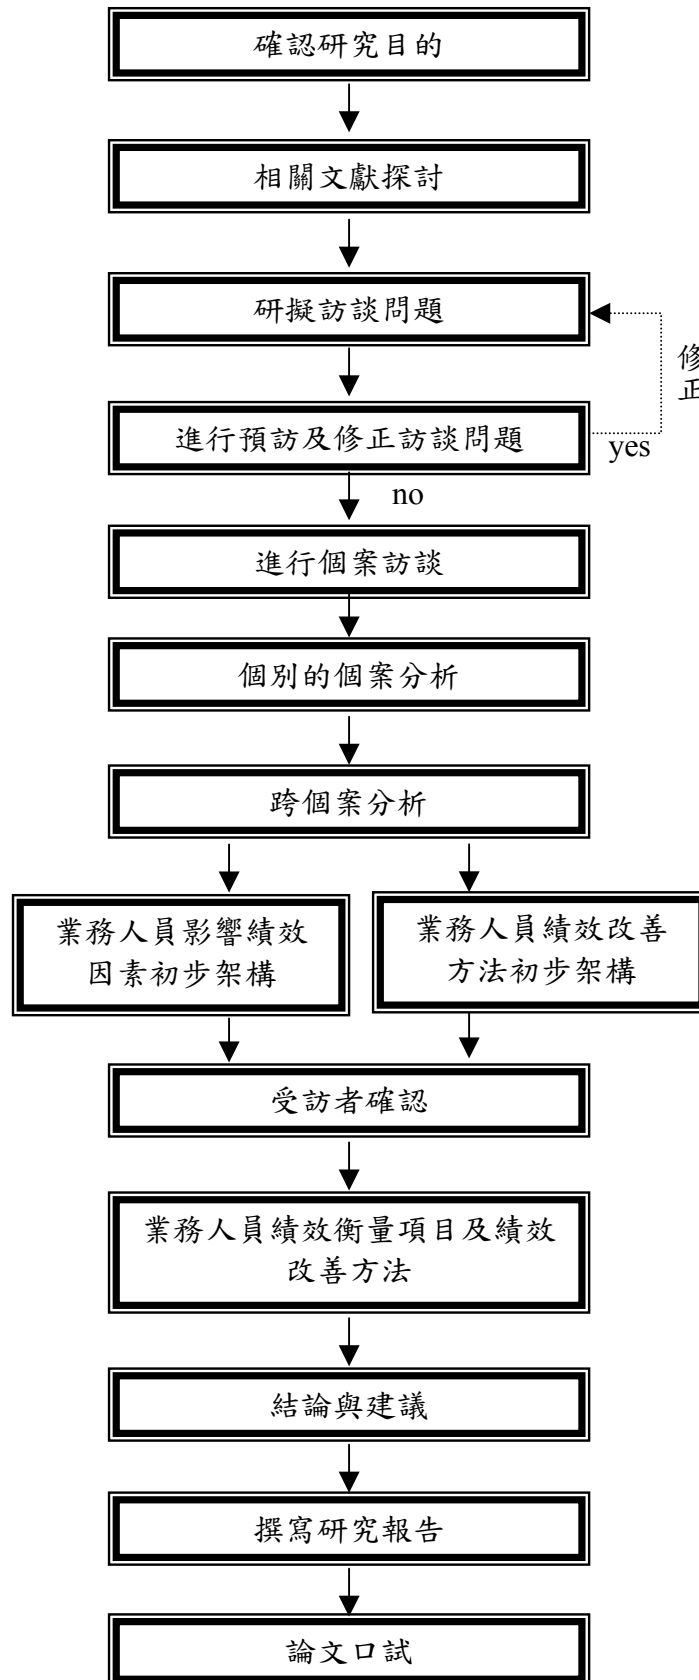 確認研究目的
相關文獻探討
研擬訪談問題
修
正
進行預訪及修正訪談問題
yes
no
進行個案訪談
個別的個案分析
跨個案分析
業務人員影響績效
因素初步架構
業務人員績效改善
方法初步架構
受訪者確認
業務人員績效衡量項目及績效
改善方法
結論與建議
撰寫研究報告
論文口試